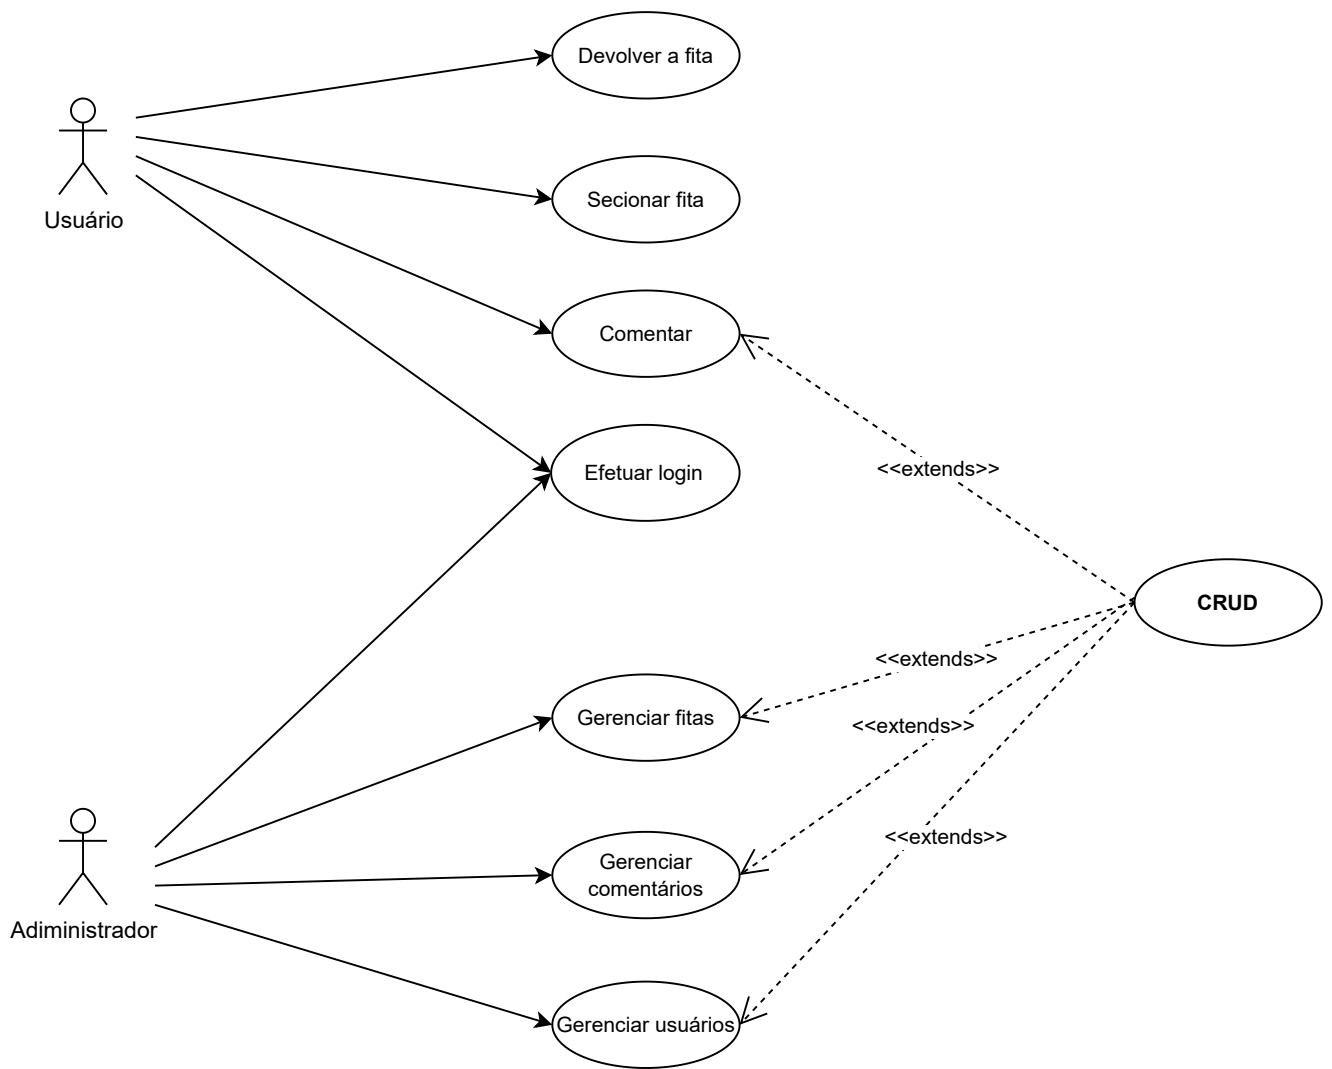 Devolver a fita
Usuário
Secionar fita
Comentar
<<extends>>
Efetuar login
CRUD
<<extends>>
Gerenciar fitas
<<extends>>
<<extends>>
Gerenciar
comentários
Adiministrador
Gerenciar usuários